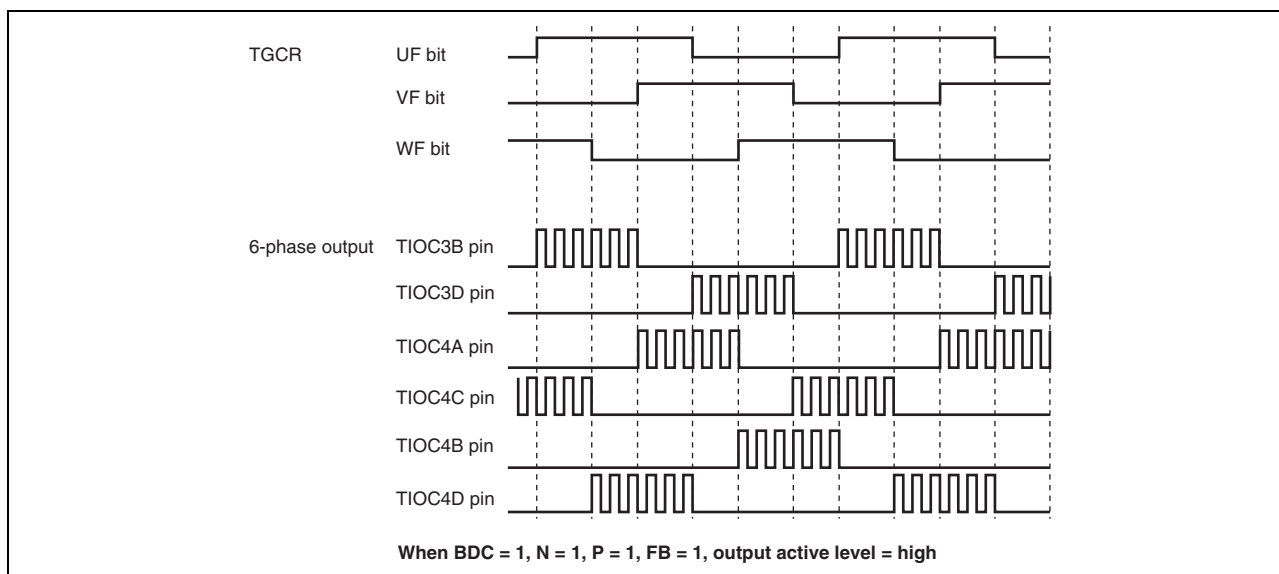 TGCR UF bit
VF bit
WF bit
6-phase output TIOC3B pin
TIOC3D pin
TIOC4A pin
TIOC4C pin
TIOC4B pin
TIOC4D pin
When BDC = 1, N = 1, P = 1, FB = 1, output active level = high